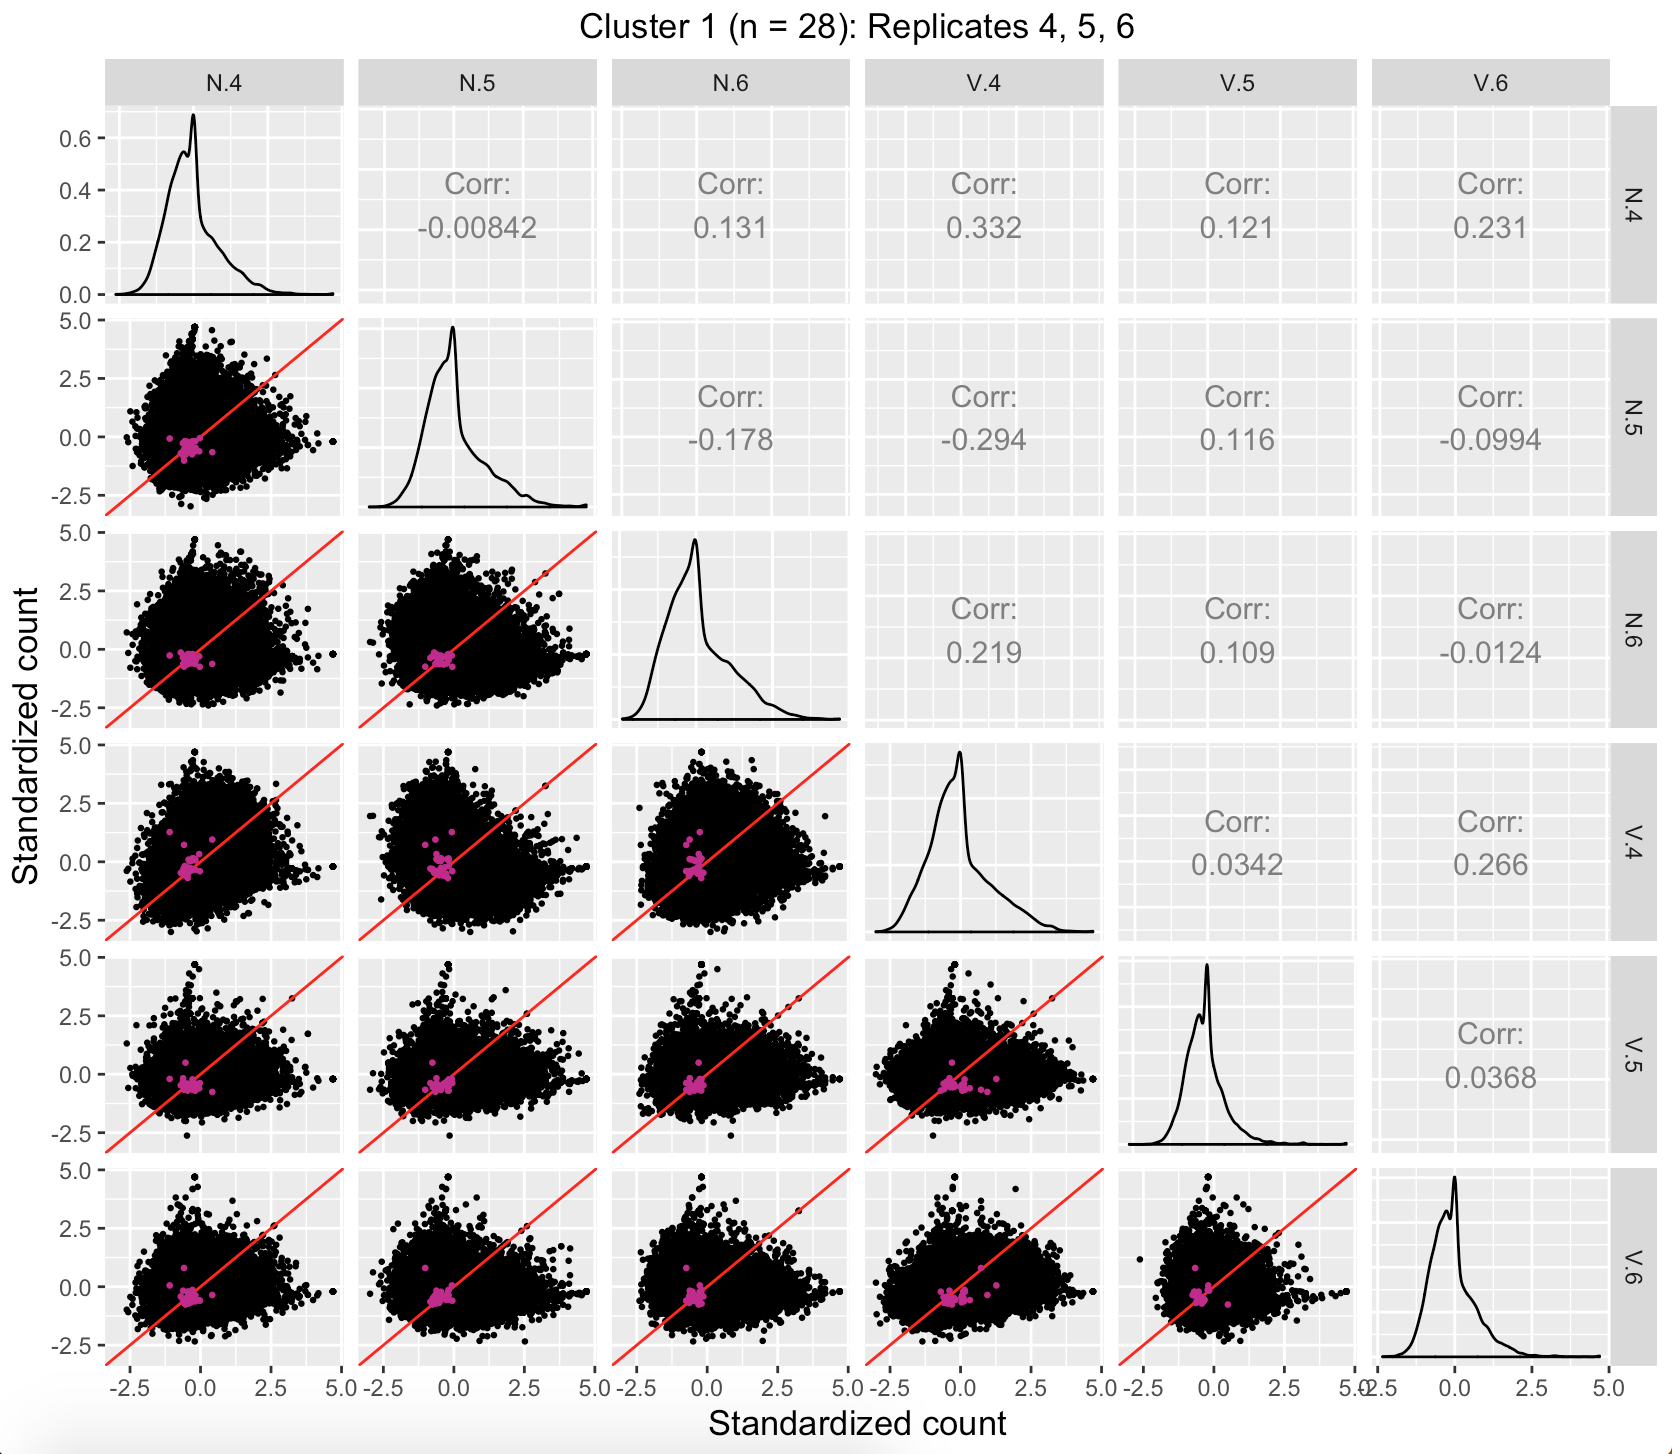 Cluster 1 (n = 28): Replicates 4, 5, 6
N.4 N.5 N.6 V.4 V.5 V.6
0.6
0.4
0.2
0.0
Corr:
-0.00842
Corr:
0.131
Corr:
0.332
Corr:
0.121
Corr:
0.231
N.4
5.0
2.5
0.0
-2.5
Corr:
-0.178
Corr:
-0.294
Corr:
0.116
Corr:
-0.0994
N.5
5.0
2.5
0.0
-2.5
Corr:
0.219
Corr:
0.109
Corr:
-0.0124
N.6
Standardized count
5.0
2.5
0.0
-2.5
Corr:
0.0342
Corr:
0.266
V.4
5.0
2.5
0.0
-2.5
Corr:
0.0368
V.5
5.0
2.5
0.0
-2.5
V.6
-2.5 0.0 2.5 5.0 -2.5 0.0 2.5 5.0 -2.5 0.0 2.5 5.0 -2.5 0.0 2.5 5.0 -2.5 0.0 2.5 5.0 -2.5 0.0 2.5 5.0
Standardized count